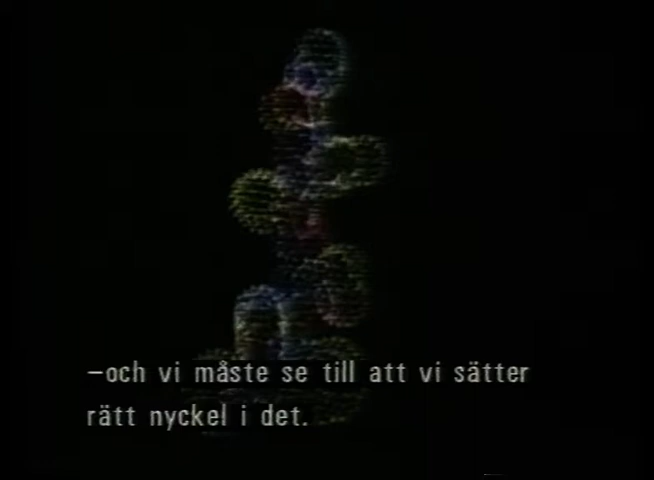 –och vi måste se till att vi sätter
rätt nyckel i det.